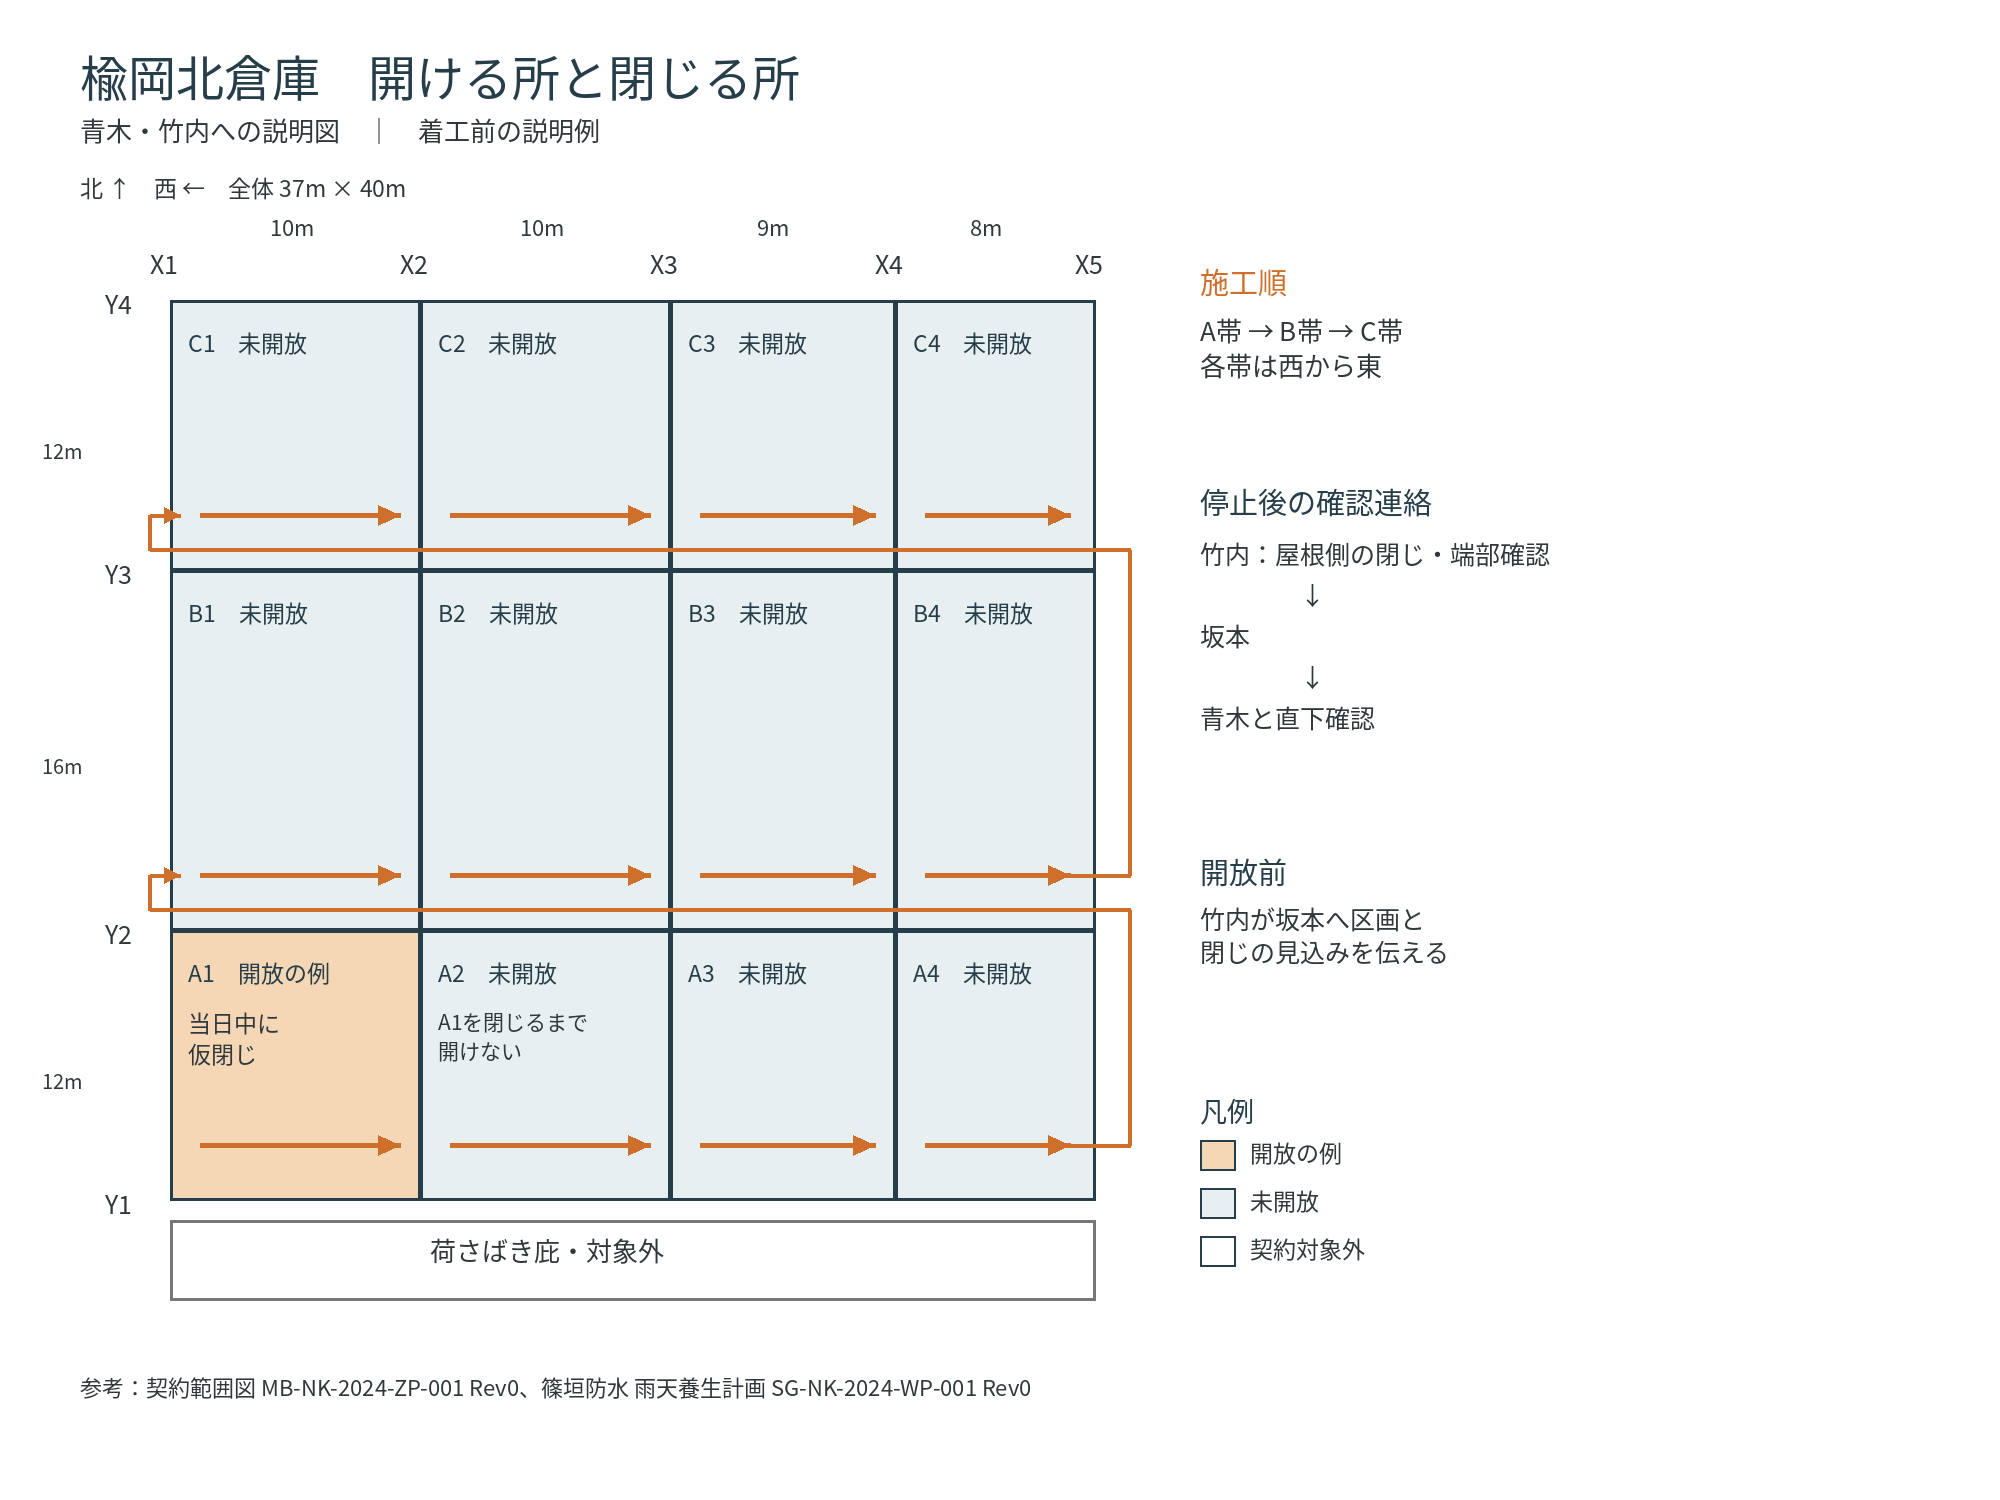 楡岡北倉庫　開ける所と閉じる所
青木・竹内への説明図　｜　着工前の説明例
北 ↑　西 ←　全体 37m × 40m
10m
10m
9m
8m
X1
X2
X3
X4
X5
Y4
C1　未開放
C2　未開放
C3　未開放
C4　未開放
12m
Y3
B1　未開放
B2　未開放
B3　未開放
B4　未開放
16m
Y2
A1　開放の例
当日中に
仮閉じ
A2　未開放
A1を閉じるまで
開けない
A3　未開放
A4　未開放
12m
Y1
荷さばき庇・対象外
施工順
A帯 → B帯 → C帯
各帯は西から東
停止後の確認連絡
竹内：屋根側の閉じ・端部確認
↓
坂本
↓
青木と直下確認
開放前
竹内が坂本へ区画と
閉じの見込みを伝える
凡例
開放の例
未開放
契約対象外
参考：契約範囲図 MB-NK-2024-ZP-001 Rev0、篠垣防水 雨天養生計画 SG-NK-2024-WP-001 Rev0